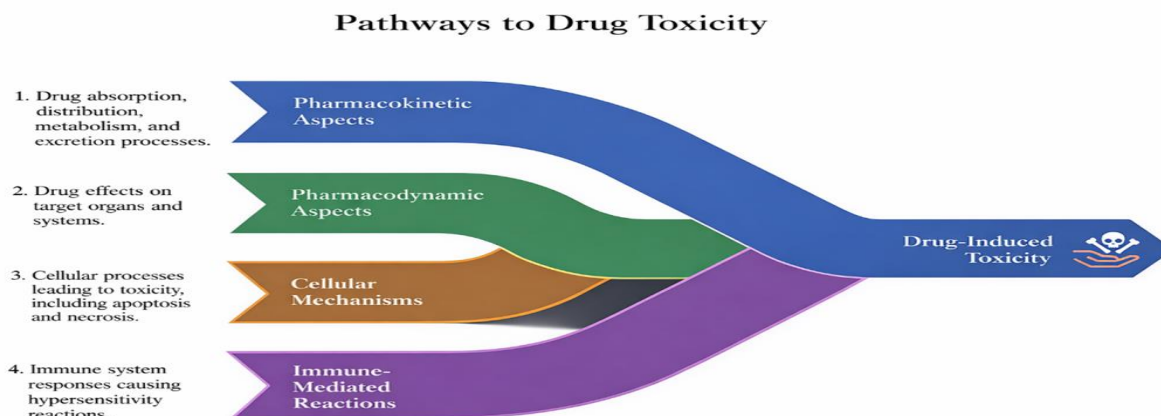 Pathways to Drug Toxicity
1. Drug absorption,
distribution,
metabolism, and
excretion processes.
Pharmacokinetic
Aspects
2. Drug effects on
target organs and
systems.
Pharmacodynamic
Aspects
3. Cellular processes
leading to toxicity,
including apoptosis
and necrosis.
Cellular
Mechanisms
4. Immune system
responses causing
hypersensitivity
reactions
Immune-
Mediated
Reactions
Drug-Induced
Toxicity